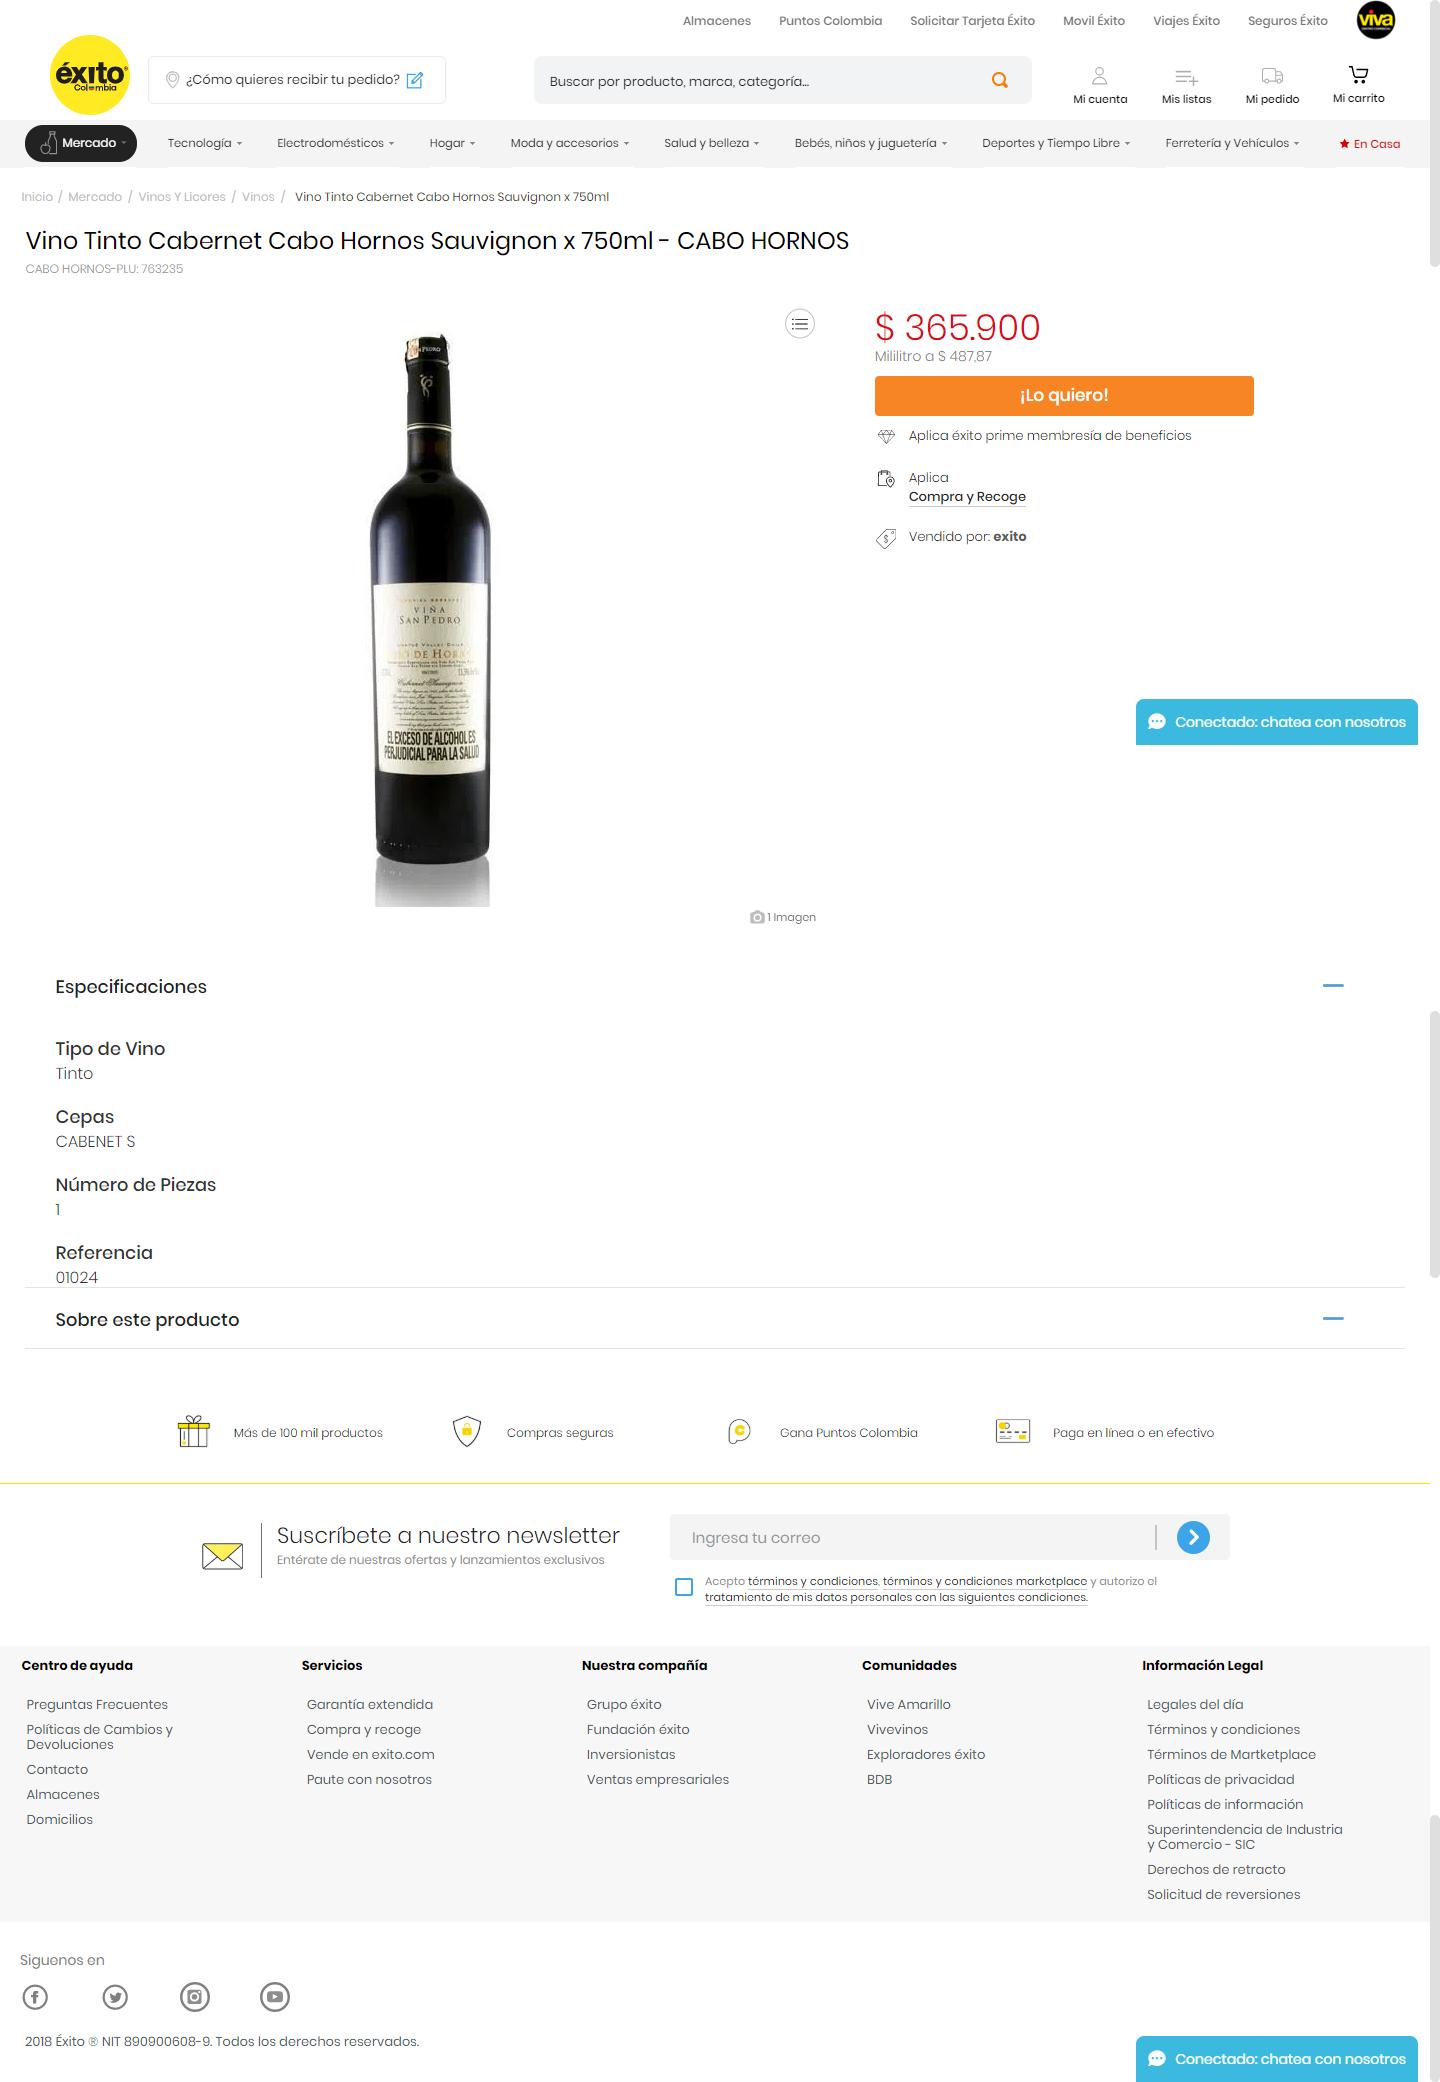 Almacenes Puntos Colombia Solicitar Tarjeta Éxito Movil Éxito Viajes Éxito Seguros Éxito viva
éxito
Colombia
¿Cómo quieres recibir tu pedido?
Buscar por producto, marca, categoría...
Mi cuenta Mis listas Mi pedido Mi carrito
Mercado Tecnología Electrodomésticos Hogar Moda y accesorios Salud y belleza Bebés, niños y juguetería Deportes y Tiempo Libre Ferretería y Vehículos En Casa
Inicio / Mercado / Vinos Y Licores / Vinos / Vino Tinto Cabernet Cabo Hornos Sauvignon x 750ml
Vino Tinto Cabernet Cabo Hornos Sauvignon x 750ml - CABO HORNOS
CABO HORNOS-PLU: 763235
VIÑA
SAN PEDRO
Cabernet Sauvignon
EL EXCESO DE ALCOHOL ES
PERJUDICIAL PARA LA SALUD
1 Imagen
$ 365.900
Mililitro a $ 487,87
¡Lo quiero!
Aplica éxito prime membresía de beneficios
Aplica
Compra y Recoge
Vendido por: exito
Conectado: chatea con nosotros
Especificaciones
Tipo de Vino
Tinto
Cepas
CABENET S
Número de Piezas
1
Referencia
01024
Sobre este producto
Más de 100 mil productos Compras seguras Gana Puntos Colombia Paga en línea o en efectivo
Suscríbete a nuestro newsletter
Entérate de nuestras ofertas y lanzamientos exclusivos
Ingresa tu correo
Acepto términos y condiciones, términos y condiciones marketplace y autorizo el
tratamiento de mis datos personales con las siguientes condiciones.
Centro de ayuda
Preguntas Frecuentes
Políticas de Cambios y
Devoluciones
Contacto
Almacenes
Domicilios
Servicios
Garantía extendida
Compra y recoge
Vende en exito.com
Paute con nosotros
Nuestra compañía
Grupo éxito
Fundación éxito
Inversionistas
Ventas empresariales
Comunidades
Vive Amarillo
Vivevinos
Exploradores éxito
BDB
Información Legal
Legales del día
Términos y condiciones
Términos de Martketplace
Políticas de privacidad
Políticas de información
Superintendencia de Industria
y Comercio - SIC
Derechos de retracto
Solicitud de reversiones
Siguenos en
2018 Éxito ® NIT 890900608-9. Todos los derechos reservados.
Conectado: chatea con nosotros